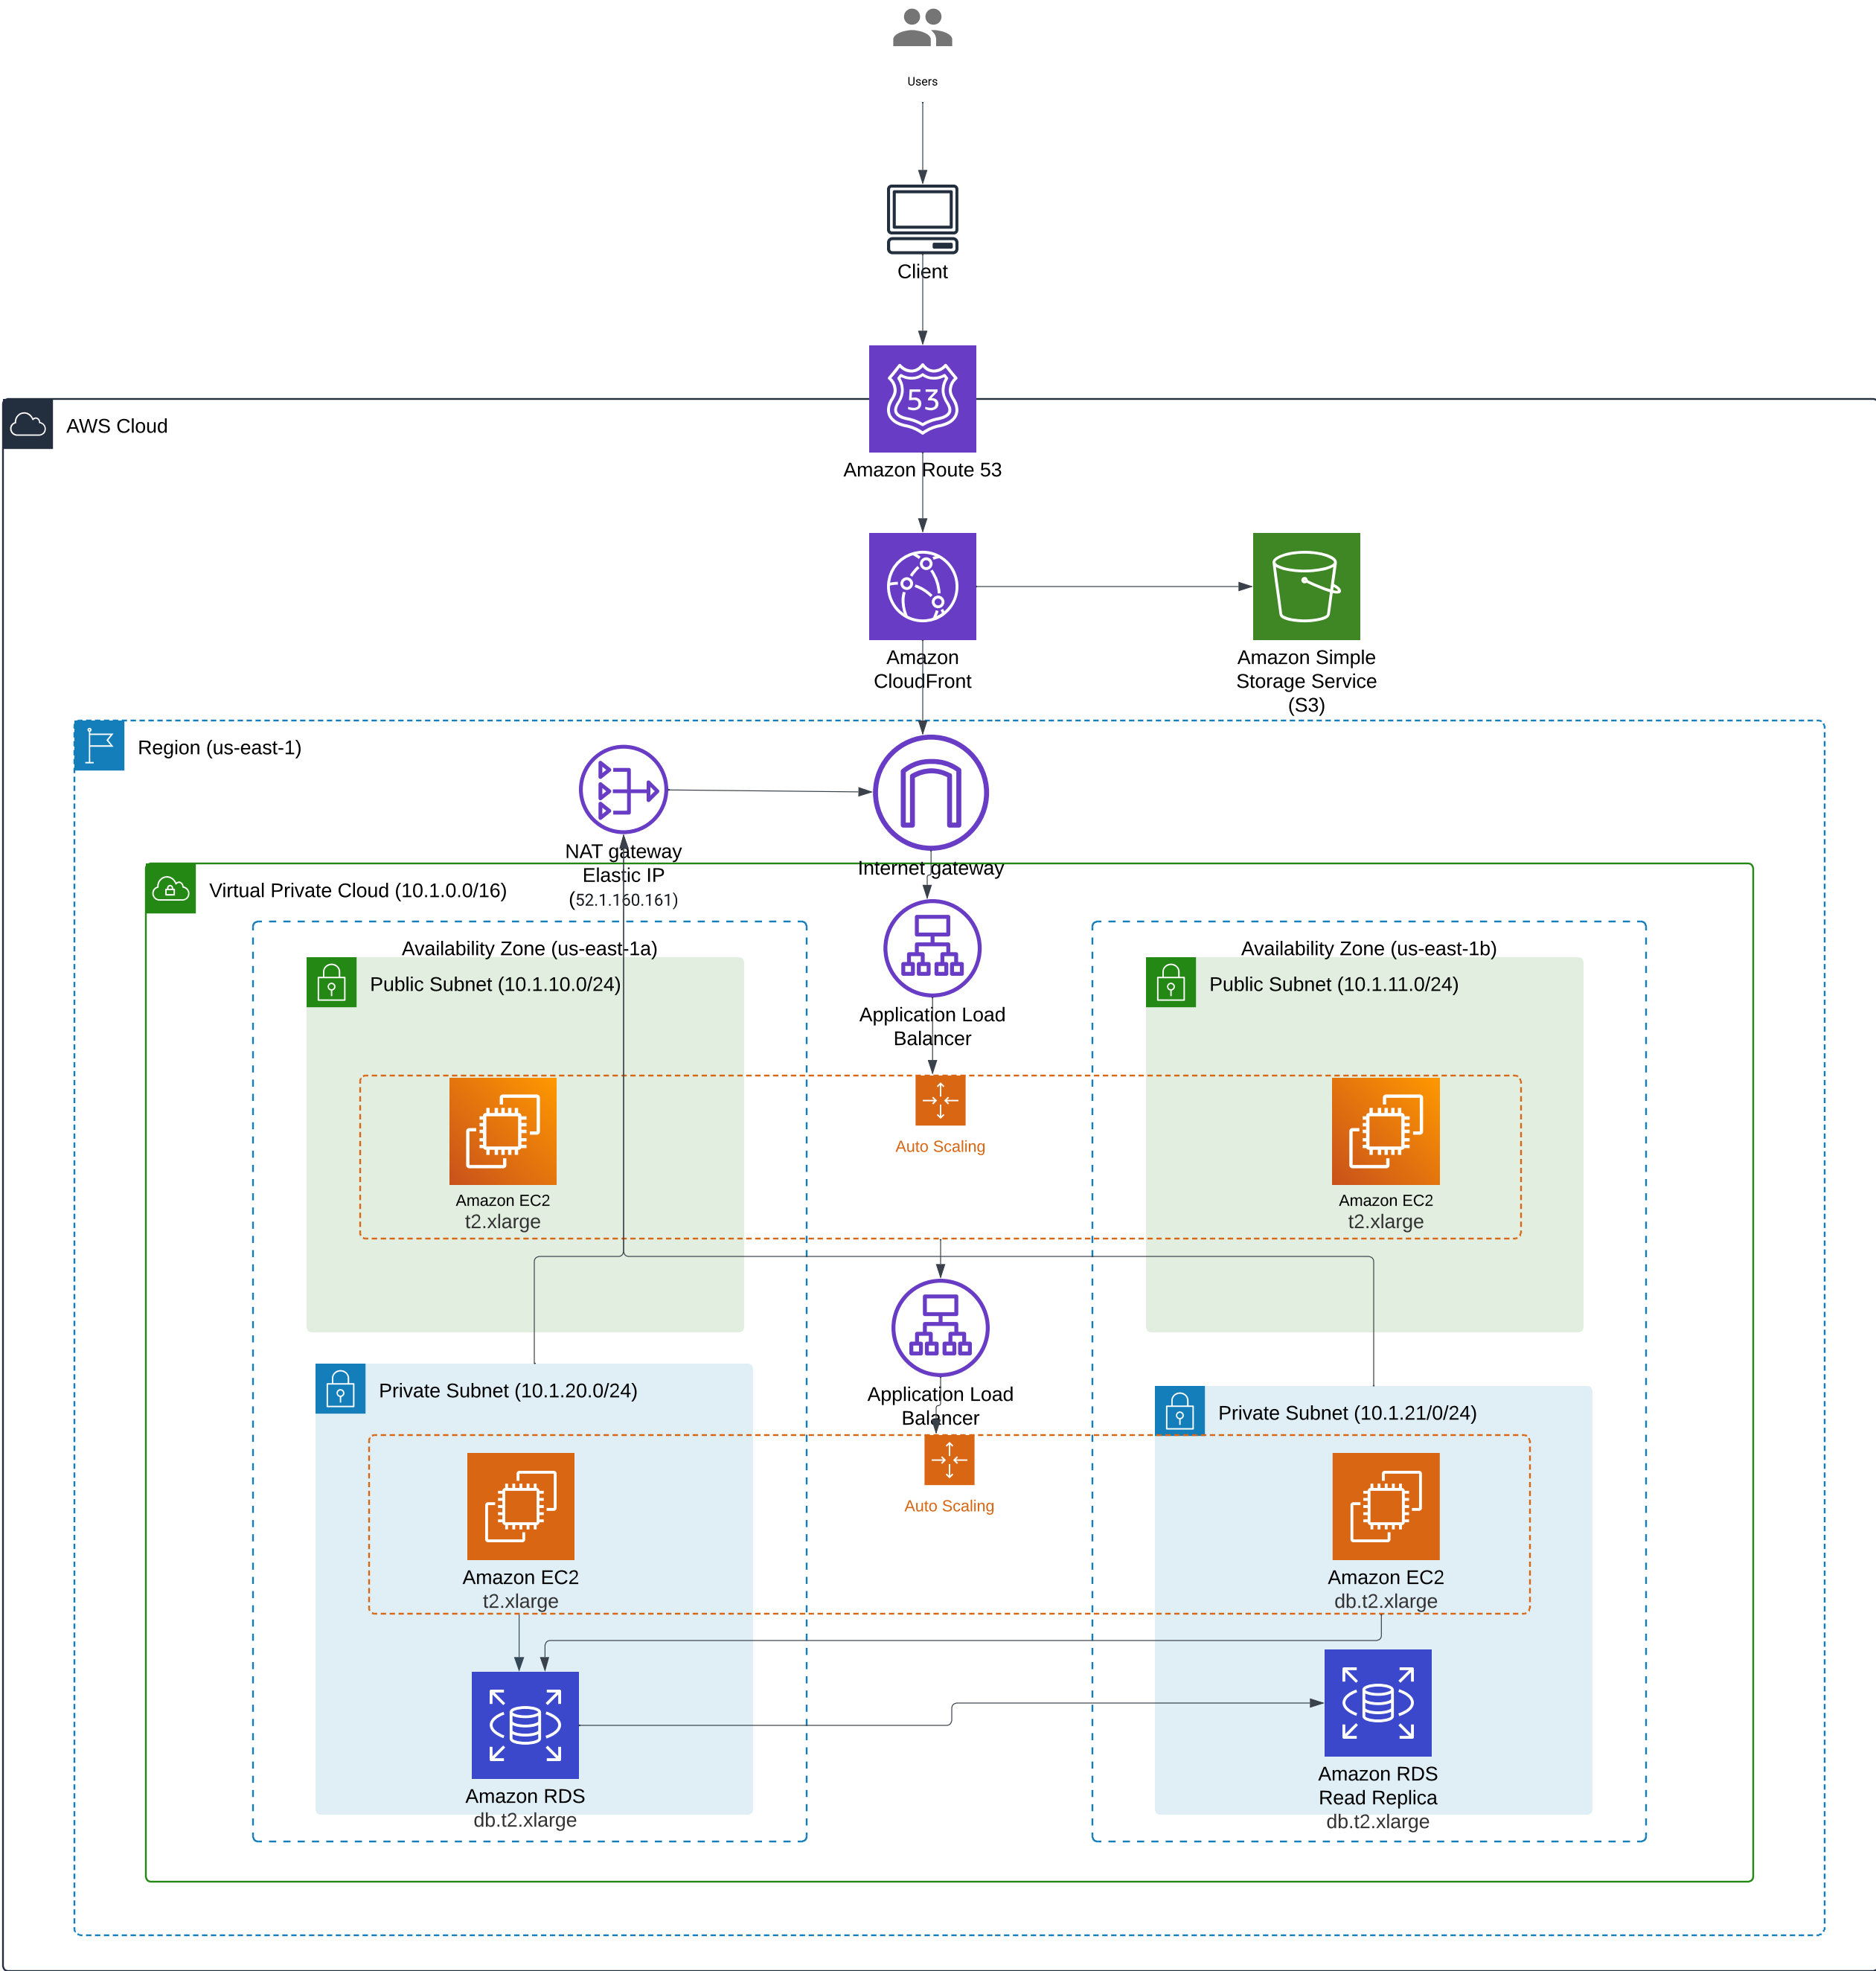 Users
Client
53
Amazon Route 53
AWS Cloud
Amazon
CloudFront
Amazon Simple
Storage Service
(S3)
Region (us-east-1)
NAT gateway
Elastic IP
(52.1.160.161)
Internet gateway
Virtual Private Cloud (10.1.0.0/16)
Availability Zone (us-east-1a)
Public Subnet (10.1.10.0/24)
Application Load
Balancer
Availability Zone (us-east-1b)
Public Subnet (10.1.11.0/24)
Auto Scaling
Amazon EC2
t2.xlarge
Amazon EC2
t2.xlarge
Application Load
Balancer
Private Subnet (10.1.20.0/24)
Private Subnet (10.1.21/0/24)
Auto Scaling
Amazon EC2
t2.xlarge
Amazon EC2
db.t2.xlarge
Amazon RDS
db.t2.xlarge
Amazon RDS
Read Replica
db.t2.xlarge